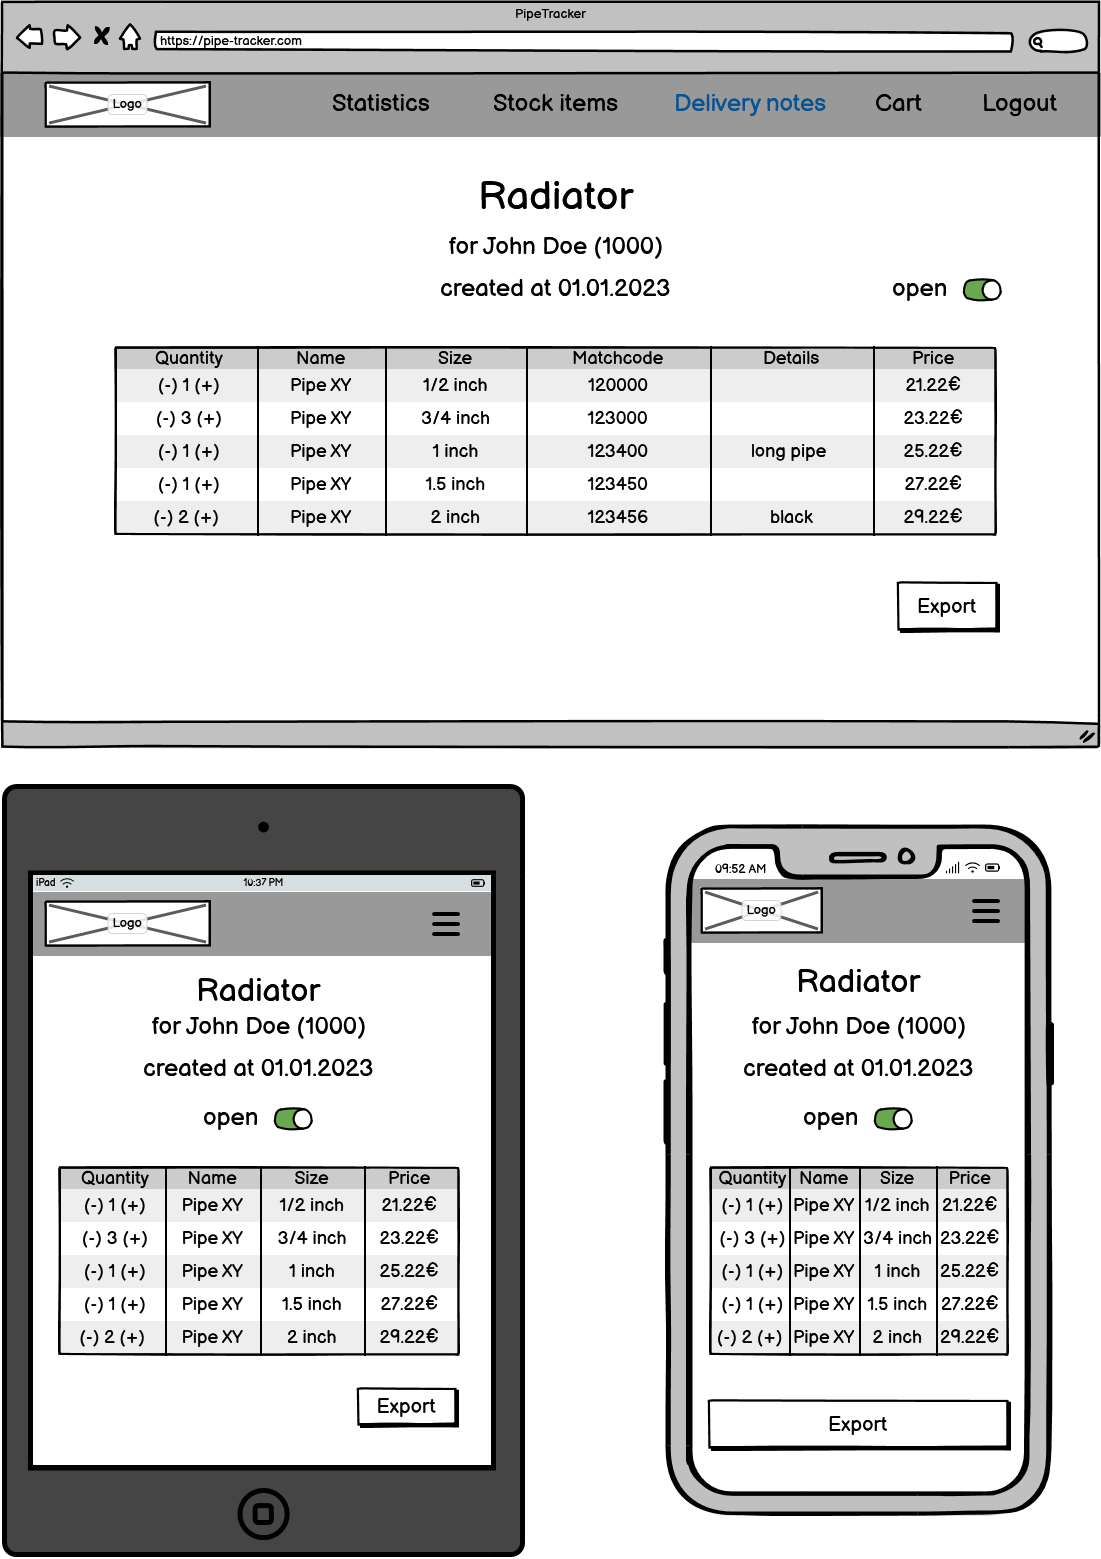 PipeTracker
https://pipe-tracker.com
Logo Statistics Stock items Delivery notes Cart Logout
Radiator
for John Doe (1000)
created at 01.01.2023 open
Quantity Name Size Matchcode Details Price
(-) 1 (+) Pipe XY 1/2 inch 120000 21.22€
(-) 3 (+) Pipe XY 3/4 inch 123000 23.22€
(-) 1 (+) Pipe XY 1 inch 123400 long pipe 25.22€
(-) 1 (+) Pipe XY 1.5 inch 123450 27.22€
(-) 2 (+) Pipe XY 2 inch 123456 black 29.22€
Export
iPad 10:37 PM
Logo
Radiator
for John Doe (1000)
created at 01.01.2023
open
Quantity Name Size Price
(-) 1 (+) Pipe XY 1/2 inch 21.22€
(-) 3 (+) Pipe XY 3/4 inch 23.22€
(-) 1 (+) Pipe XY 1 inch 25.22€
(-) 1 (+) Pipe XY 1.5 inch 27.22€
(-) 2 (+) Pipe XY 2 inch 29.22€
Export
09:52 AM
Logo
Radiator
for John Doe (1000)
created at 01.01.2023
open
Quantity Name Size Price
(-) 1 (+) Pipe XY 1/2 inch 21.22€
(-) 3 (+) Pipe XY 3/4 inch 23.22€
(-) 1 (+) Pipe XY 1 inch 25.22€
(-) 1 (+) Pipe XY 1.5 inch 27.22€
(-) 2 (+) Pipe XY 2 inch 29.22€
Export